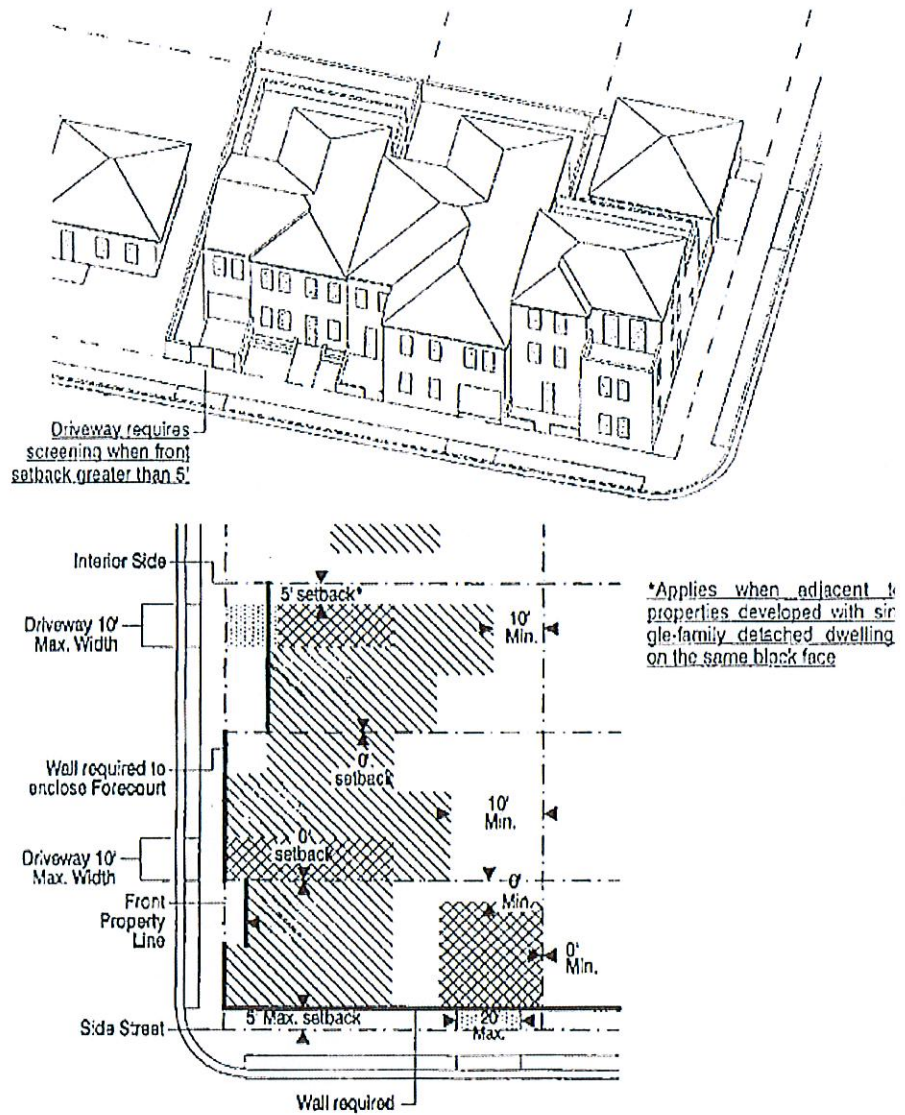 Driveway requires
screening when front
setback greater than 5'
Interior Side
5' setback*
Driveway 10'
Max. Width
10'
Min.
*Applies when adjacent t
properties developed with sin
gle-family detached dwelling
on the same block face
0'
setback
Wall required to
enclose Forecourt
10'
Min.
0'
setback
Driveway 10'
Max. Width
0'
Min.
Front
Property
Line
0'
Min.
5' Max. setback
20'
Max.
Side Street
Wall required